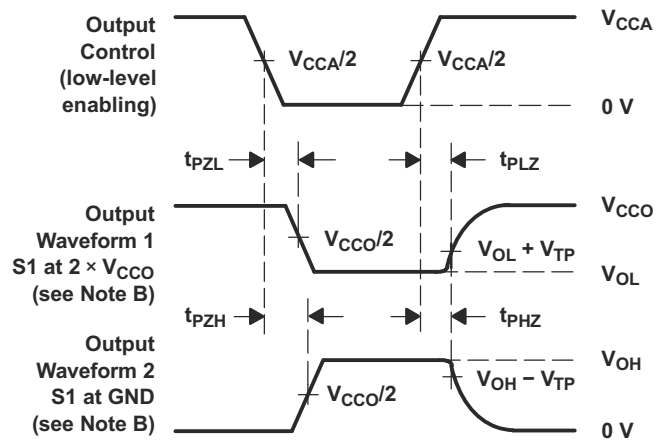 Output
Control
(low-level
enabling)
VCCA/2
VCCA/2
VCCA
0 V
tPZL
tPLZ
Output
Waveform 1
S1 at 2 × VCCO
(see Note B)
VCCO/2
VCCO
VOL + VTP
VOL
tPZH
tPHZ
Output
Waveform 2
S1 at GND
(see Note B)
VCCO/2
VOH
VOH − VTP
0 V